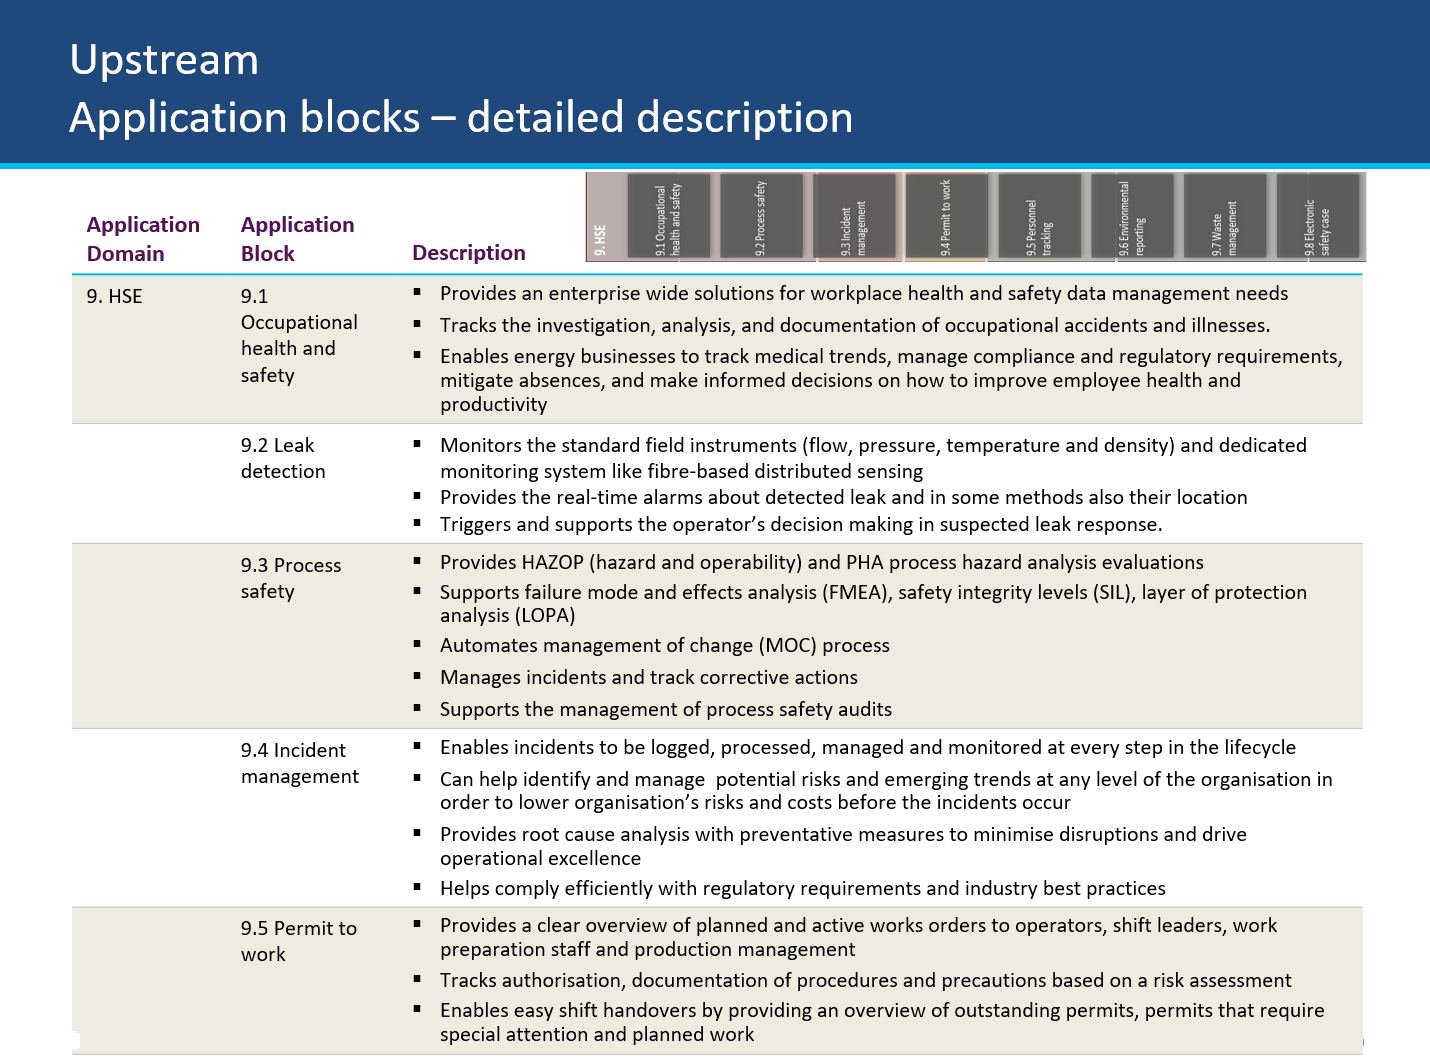 Upstream
Application blocks – detailed description
9. HSE
9.1 Occupational
health and safety
9.2 Process safety
9.3 Incident
management
9.4 Permit to work
9.5 Personnel
tracking
9.6 Environmental
reporting
9.7 Waste
management
9.8 Electronic
safety case
Application
Domain
Application
Block
Description
9. HSE
9.1
Occupational
health and
safety
▪ Provides an enterprise wide solutions for workplace health and safety data management needs
▪ Tracks the investigation, analysis, and documentation of occupational accidents and illnesses.
▪ Enables energy businesses to track medical trends, manage compliance and regulatory requirements,
mitigate absences, and make informed decisions on how to improve employee health and
productivity
9.2 Leak
detection
▪ Monitors the standard field instruments (flow, pressure, temperature and density) and dedicated
monitoring system like fibre-based distributed sensing
▪ Provides the real-time alarms about detected leak and in some methods also their location
▪ Triggers and supports the operator’s decision making in suspected leak response.
9.3 Process
safety
▪ Provides HAZOP (hazard and operability) and PHA process hazard analysis evaluations
▪ Supports failure mode and effects analysis (FMEA), safety integrity levels (SIL), layer of protection
analysis (LOPA)
▪ Automates management of change (MOC) process
▪ Manages incidents and track corrective actions
▪ Supports the management of process safety audits
9.4 Incident
management
▪ Enables incidents to be logged, processed, managed and monitored at every step in the lifecycle
▪ Can help identify and manage  potential risks and emerging trends at any level of the organisation in
order to lower organisation’s risks and costs before the incidents occur
▪ Provides root cause analysis with preventative measures to minimise disruptions and drive
operational excellence
▪ Helps comply efficiently with regulatory requirements and industry best practices
9.5 Permit to
work
▪ Provides a clear overview of planned and active works orders to operators, shift leaders, work
preparation staff and production management
▪ Tracks authorisation, documentation of procedures and precautions based on a risk assessment
▪ Enables easy shift handovers by providing an overview of outstanding permits, permits that require
special attention and planned work